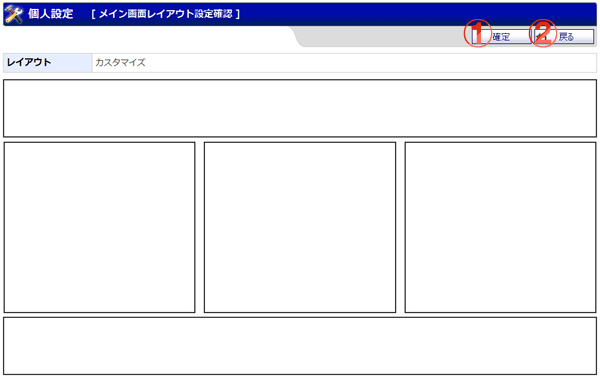 個人設定 [ メイン画面レイアウト設定確認 ]
① 確定 ② 戻る
レイアウト カスタマイズ